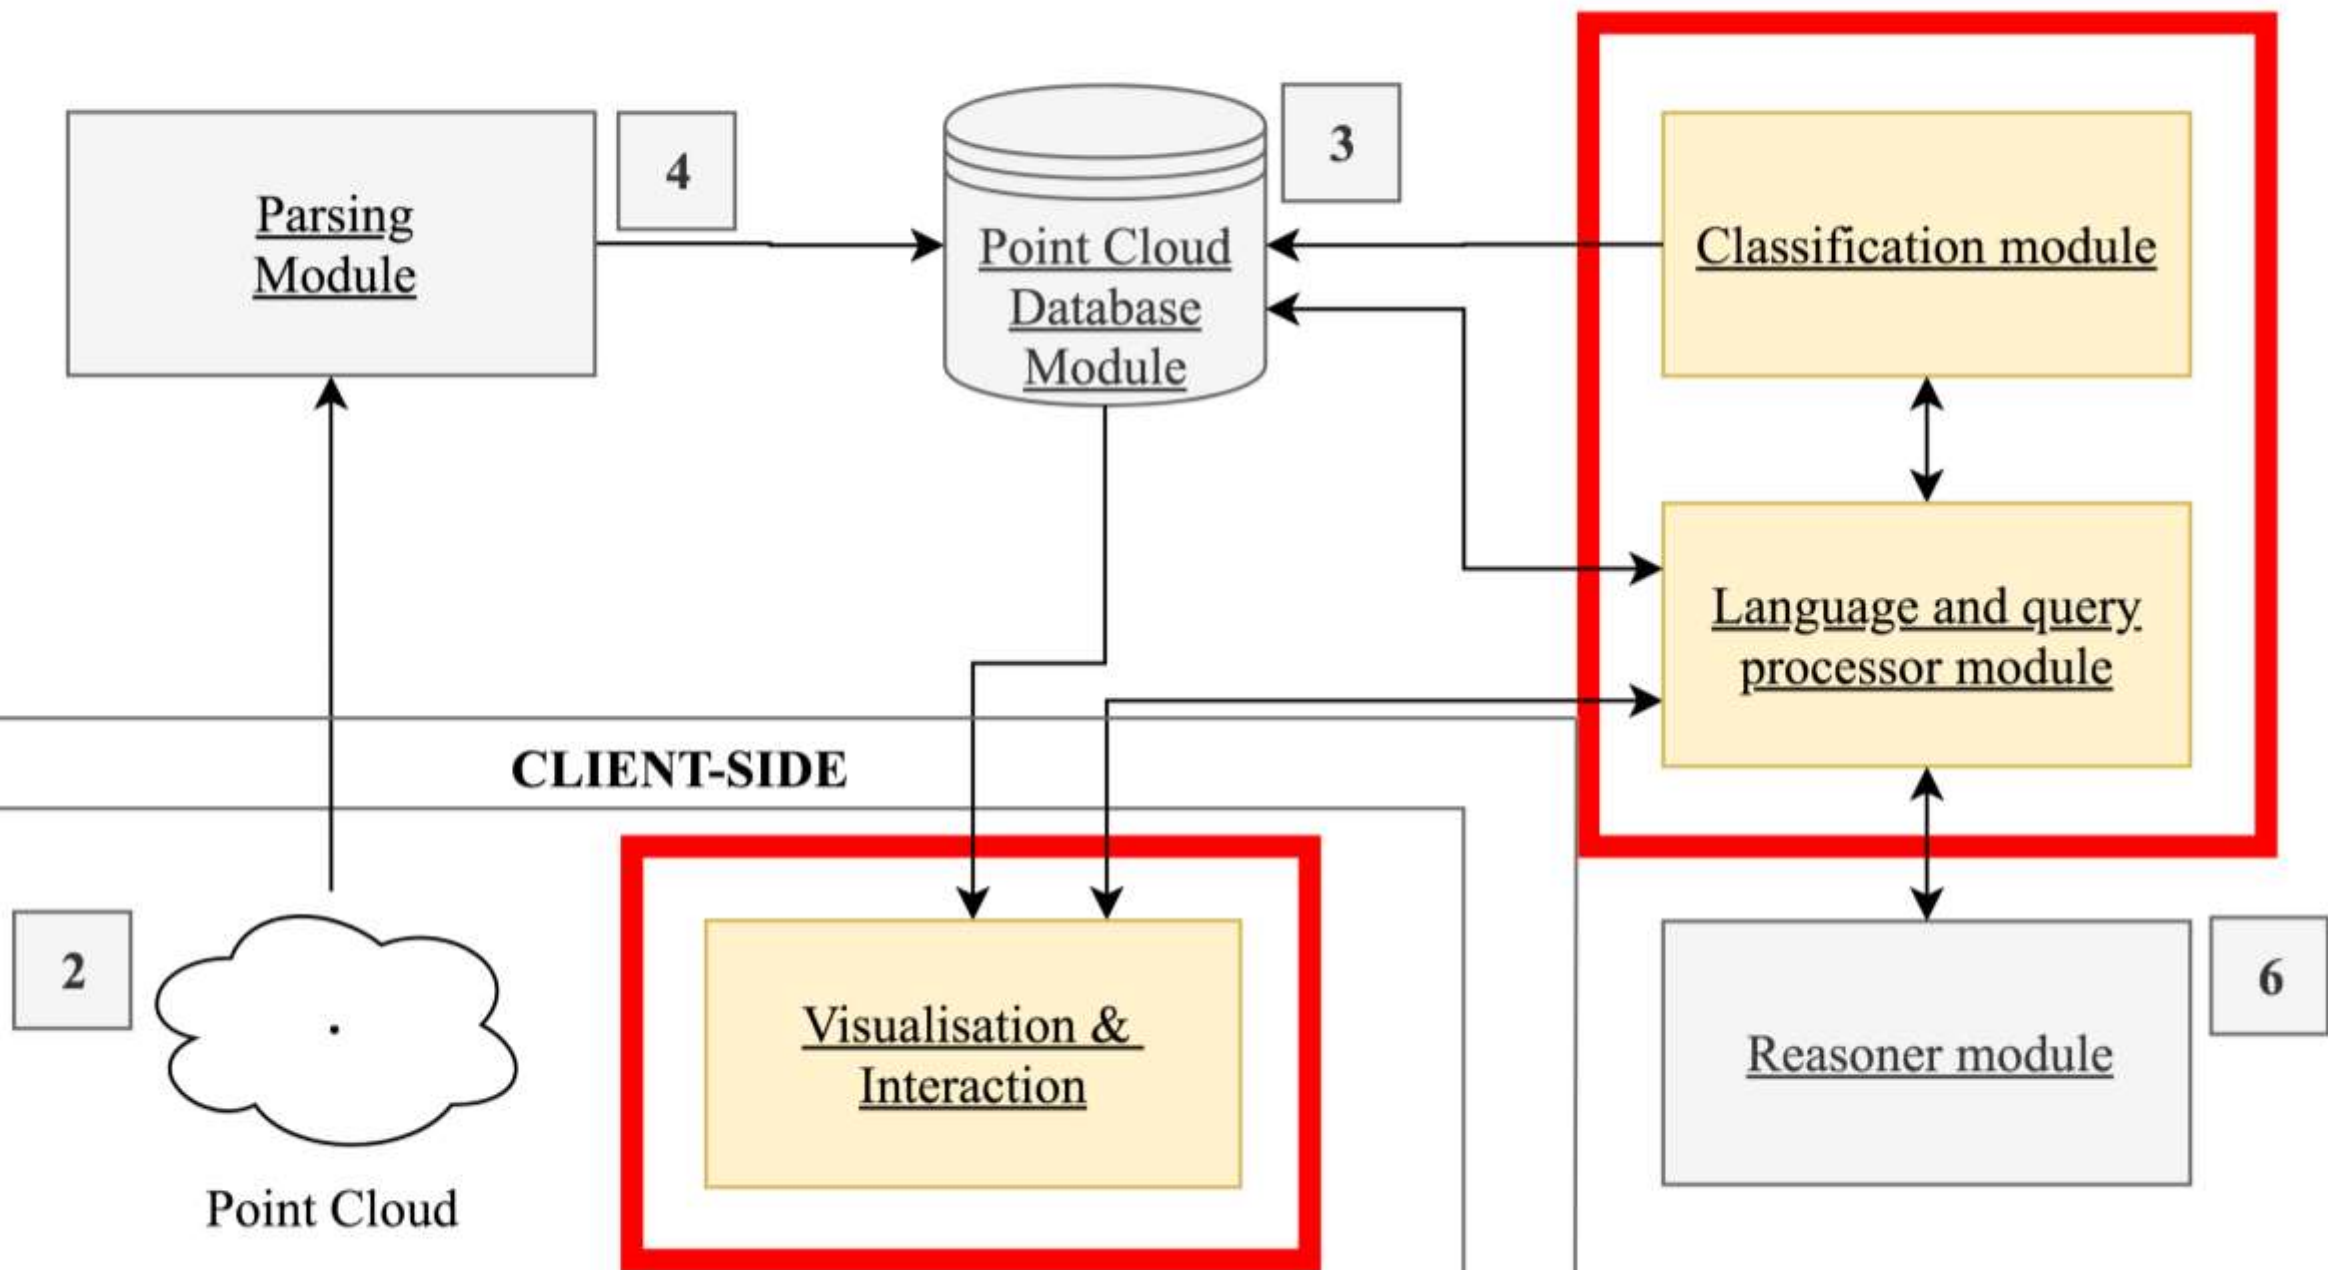 Parsing
Module
4
Point Cloud
Database
Module
3
Classification module
Language and query
processor module
CLIENT-SIDE
2
Point Cloud
Visualisation &
Interaction
Reasoner module
6